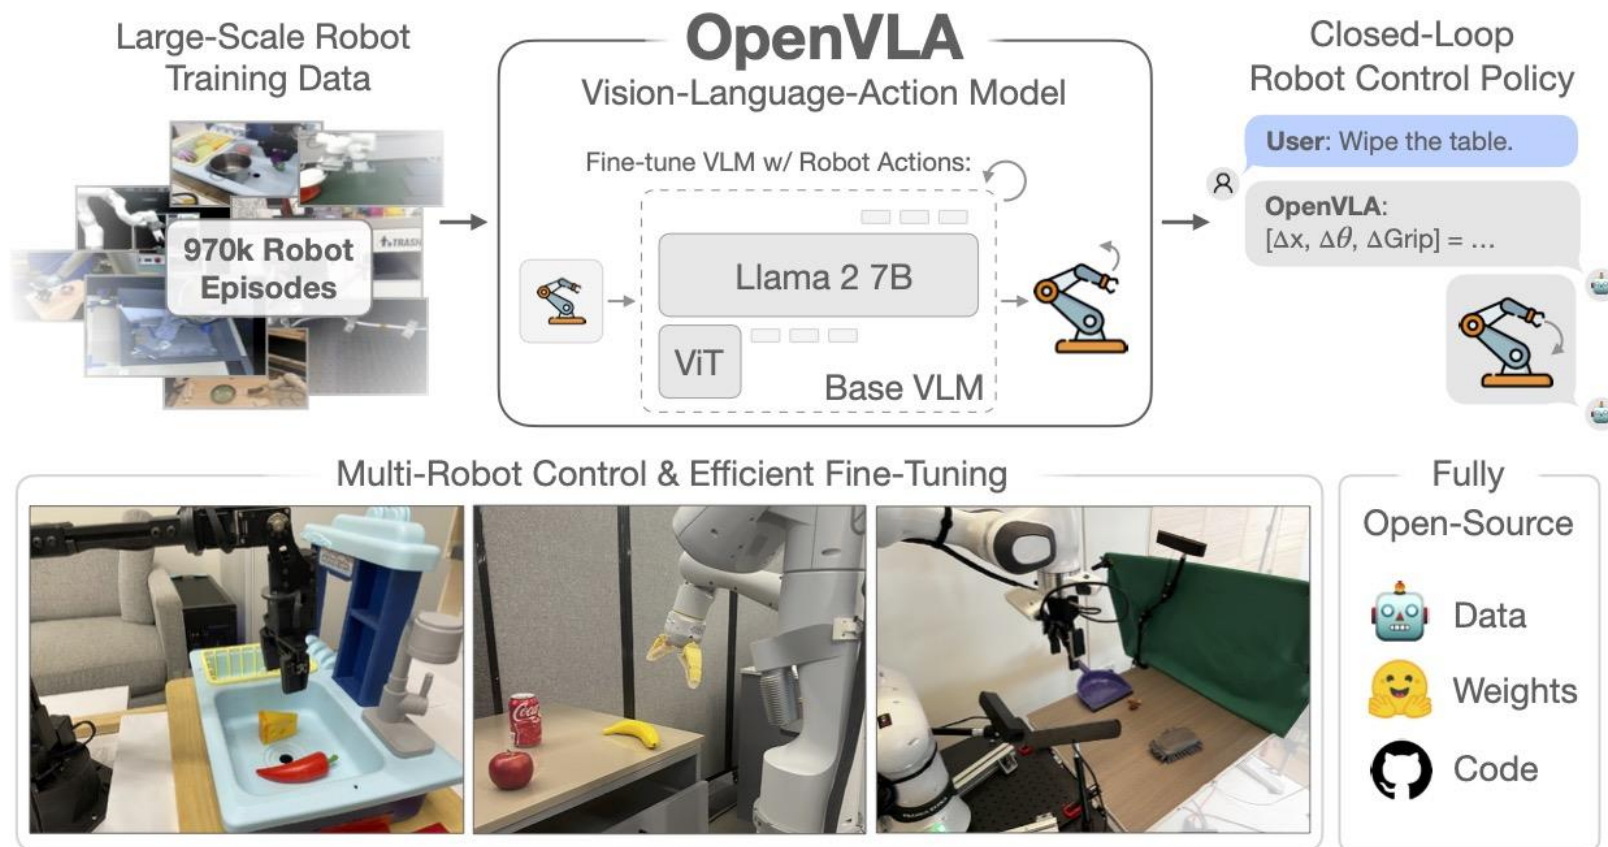 Large-Scale Robot
Training Data
970k Robot
Episodes
TRASH
OpenVLA
Vision-Language-Action Model
Fine-tune VLM w/ Robot Actions:
Llama 2 7B
ViT
Base VLM
Closed-Loop
Robot Control Policy
User: Wipe the table.
OpenVLA:
[Δx, Δθ, ΔGrip] = ...
Multi-Robot Control & Efficient Fine-Tuning
Coca
Fully
Open-Source
Data
Weights
Code